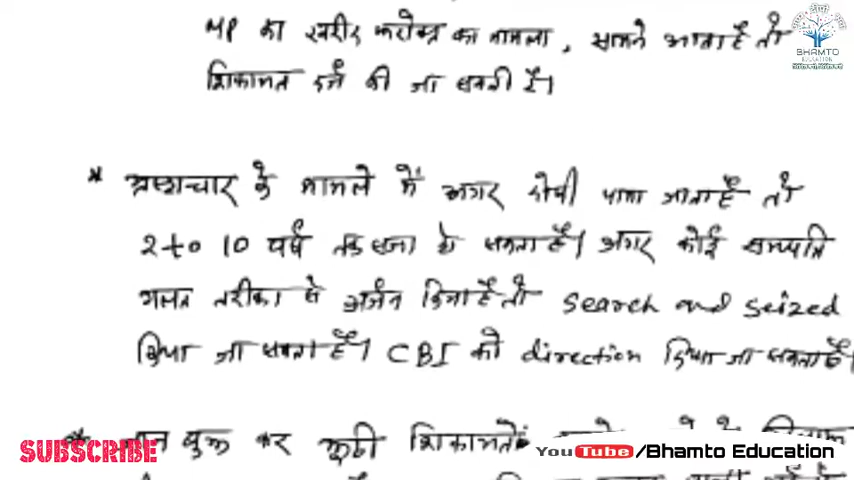 MP का खरीद फरोक्त का मामला, सामने आता है तो
शिकायत दर्ज की जा सकती है।
BHAMTO
EDUCATION
* भ्रष्टाचार के मामले में अगर दोषी पाया जाता है तो
2 to 10 वर्ष तक सजा हो सकता है। अगर कोई सम्पत्ति
गलत तरीका से अर्जन किया है तो search and seized
किया जा सकता है। CBI को direction दिया जा सकता है।
जान बुझ कर झूठी शिकायतें
SUBSCRIBE
YouTube/Bhamto Education